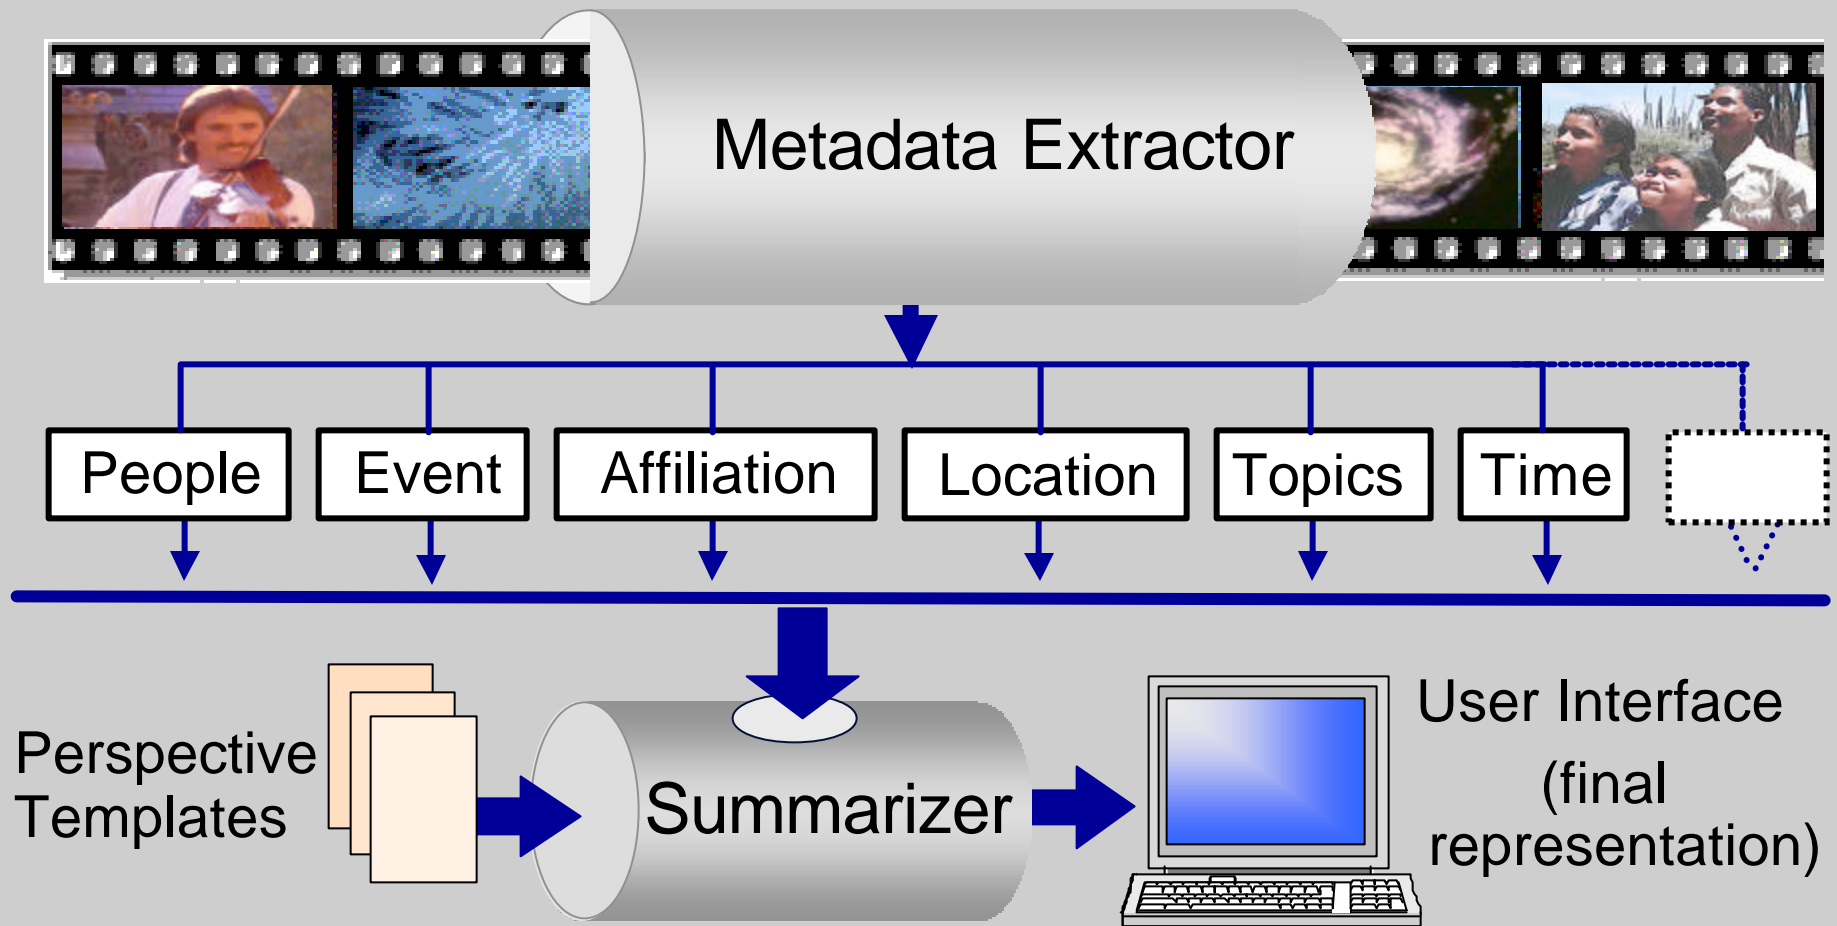 Metadata Extractor
People
Event
Affiliation
Location
Topics
Time
Perspective
Templates
Summarizer
User Interface
(final
representation)